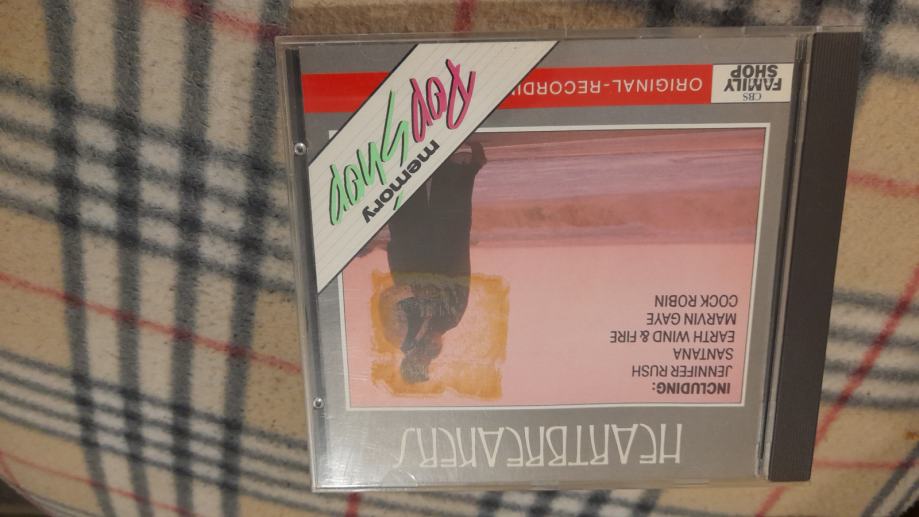 HEARTBREAKERS
INCLUDING:
JENNIFER RUSH
SANTANA
EARTH WIND & FIRE
MARVIN GAYE
COCK ROBIN
memory
Pop Shop
CBS
FAMILY
SHOP
ORIGINAL-RECORDI